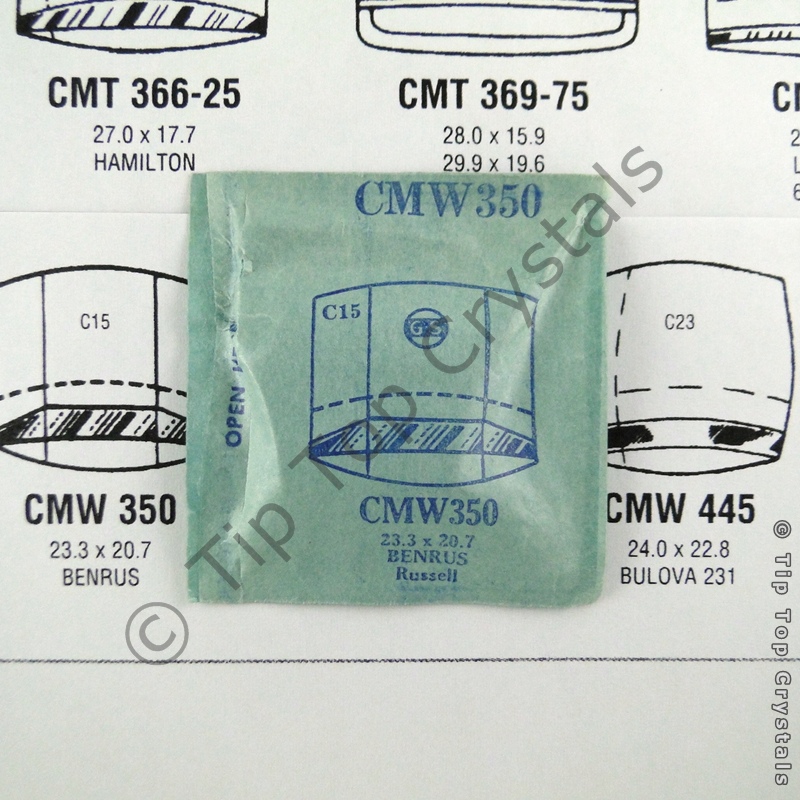 CMT 366-25
27.0 x 17.7
HAMILTON
CMT 369-75
28.0 x 15.9
29.9 x 19.6
CMW350
C15
C15
GS
C23
OPEN
CMW 350
23.3 x 20.7
BENRUS
CMW350
23.3 x 20.7
BENRUS
Russell
CMW 445
24.0 x 22.8
BULOVA 231
© Tip Top Crystals
© Tip Top Crystals